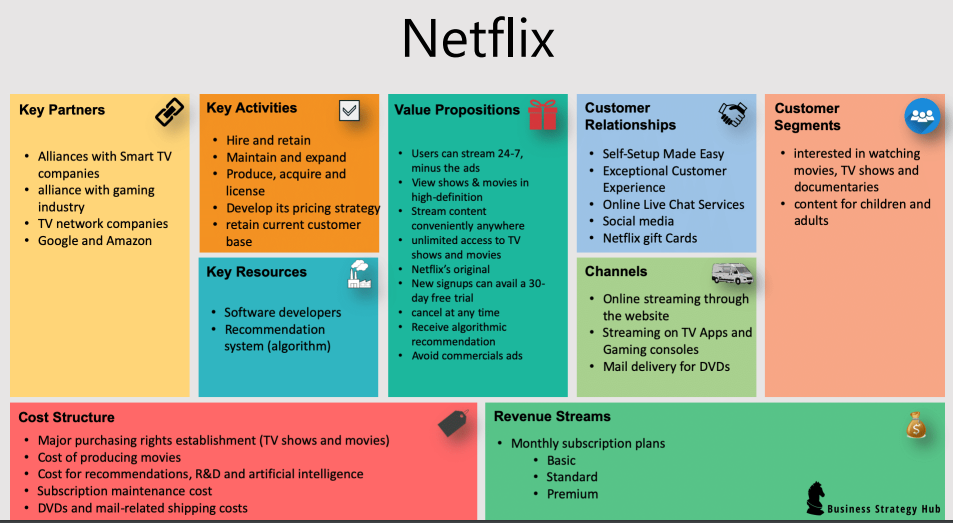 Netflix
Key Partners
• Alliances with Smart TV
companies
• alliance with gaming
industry
• TV network companies
• Google and Amazon
Key Activities
• Hire and retain
• Maintain and expand
• Produce, acquire and
license
• Develop its pricing strategy
• retain current customer
base
Key Resources
• Software developers
• Recommendation
system (algorithm)
Value Propositions
• Users can stream 24-7,
minus the ads
• View shows & movies in
high-definition
• Stream content
conveniently anywhere
• unlimited access to TV
shows and movies
• Netflix's original
• New signups can avail a 30-
day free trial
• cancel at any time
• Receive algorithmic
recommendation
• Avoid commercials ads
Customer
Relationships
• Self-Setup Made Easy
• Exceptional Customer
Experience
• Online Live Chat Services
• Social media
• Netflix gift Cards
Channels
• Online streaming through
the website
• Streaming on TV Apps and
Gaming consoles
• Mail delivery for DVDs
Customer
Segments
• interested in watching
movies, TV shows and
documentaries
• content for children and
adults
Cost Structure
• Major purchasing rights establishment (TV shows and movies)
• Cost of producing movies
• Cost for recommendations, R&D and artificial intelligence
• Subscription maintenance cost
• DVDs and mail-related shipping costs
Revenue Streams
• Monthly subscription plans
• Basic
• Standard
• Premium
$
Business Strategy Hub